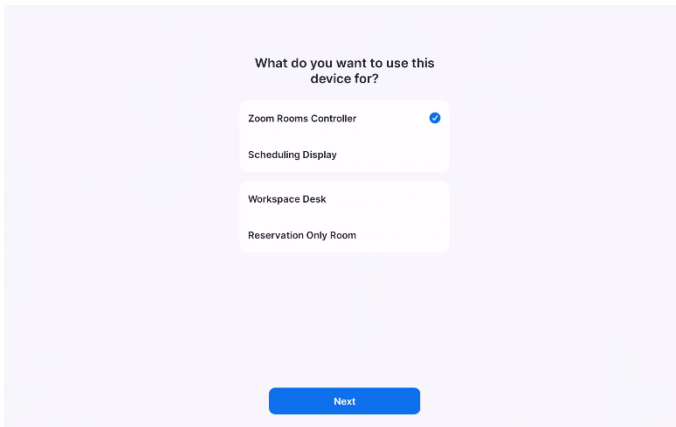 What do you want to use this
device for?
Zoom Rooms Controller
Scheduling Display
Workspace Desk
Reservation Only Room
Next